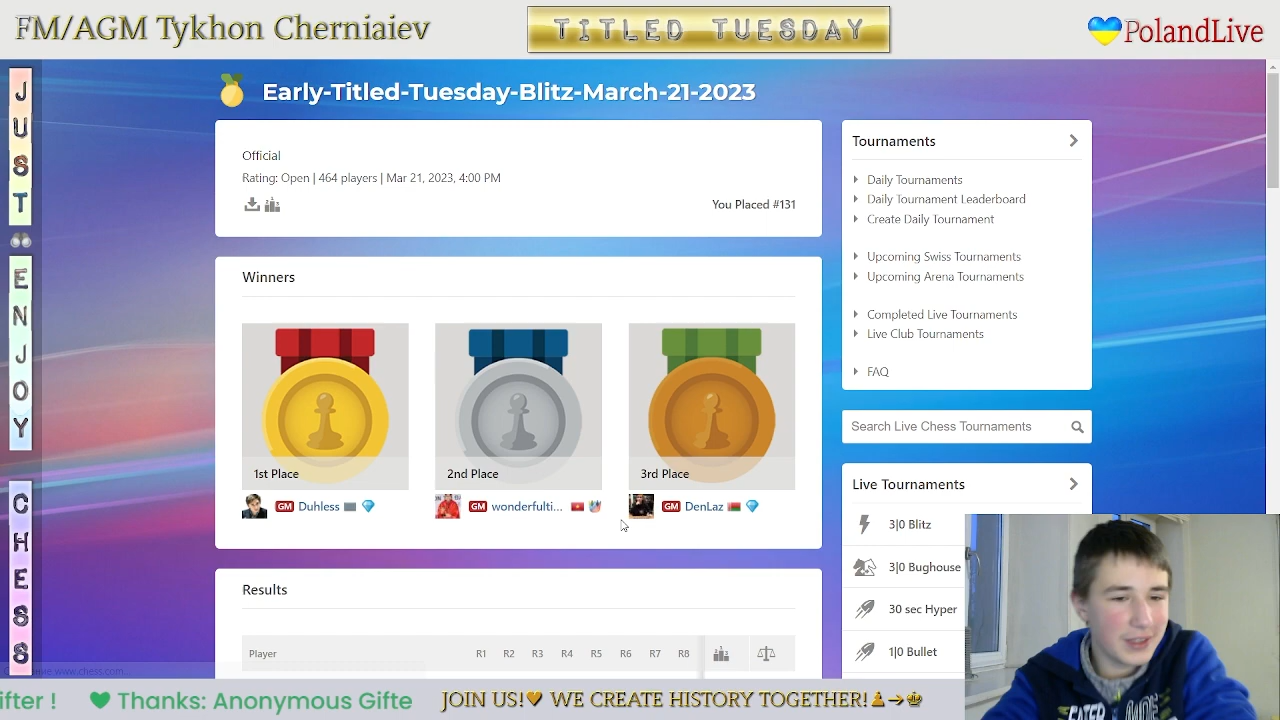 FM/AGM Tykhon Cherniaiev
TITLED TUESDAY
PolandLive
JUST
ENJOY
CHESS
Early-Titled-Tuesday-Blitz-March-21-2023
Official
Rating: Open | 464 players | Mar 21, 2023, 4:00 PM
You Placed #131
Winners
1st Place
2nd Place
3rd Place
GM Duhless
GM wonderfulti...
GM DenLaz
Results
Player R1 R2 R3 R4 R5 R6 R7 R8
Tournaments
Daily Tournaments
Daily Tournament Leaderboard
Create Daily Tournament
Upcoming Swiss Tournaments
Upcoming Arena Tournaments
Completed Live Tournaments
Live Club Tournaments
FAQ
Search Live Chess Tournaments
Live Tournaments
3|0 Blitz
3|0 Bughouse
30 sec Hyper
1|0 Bullet
www.chess.com...
ifter ! Thanks: Anonymous Gifte
JOIN US! WE CREATE HISTORY TOGETHER!